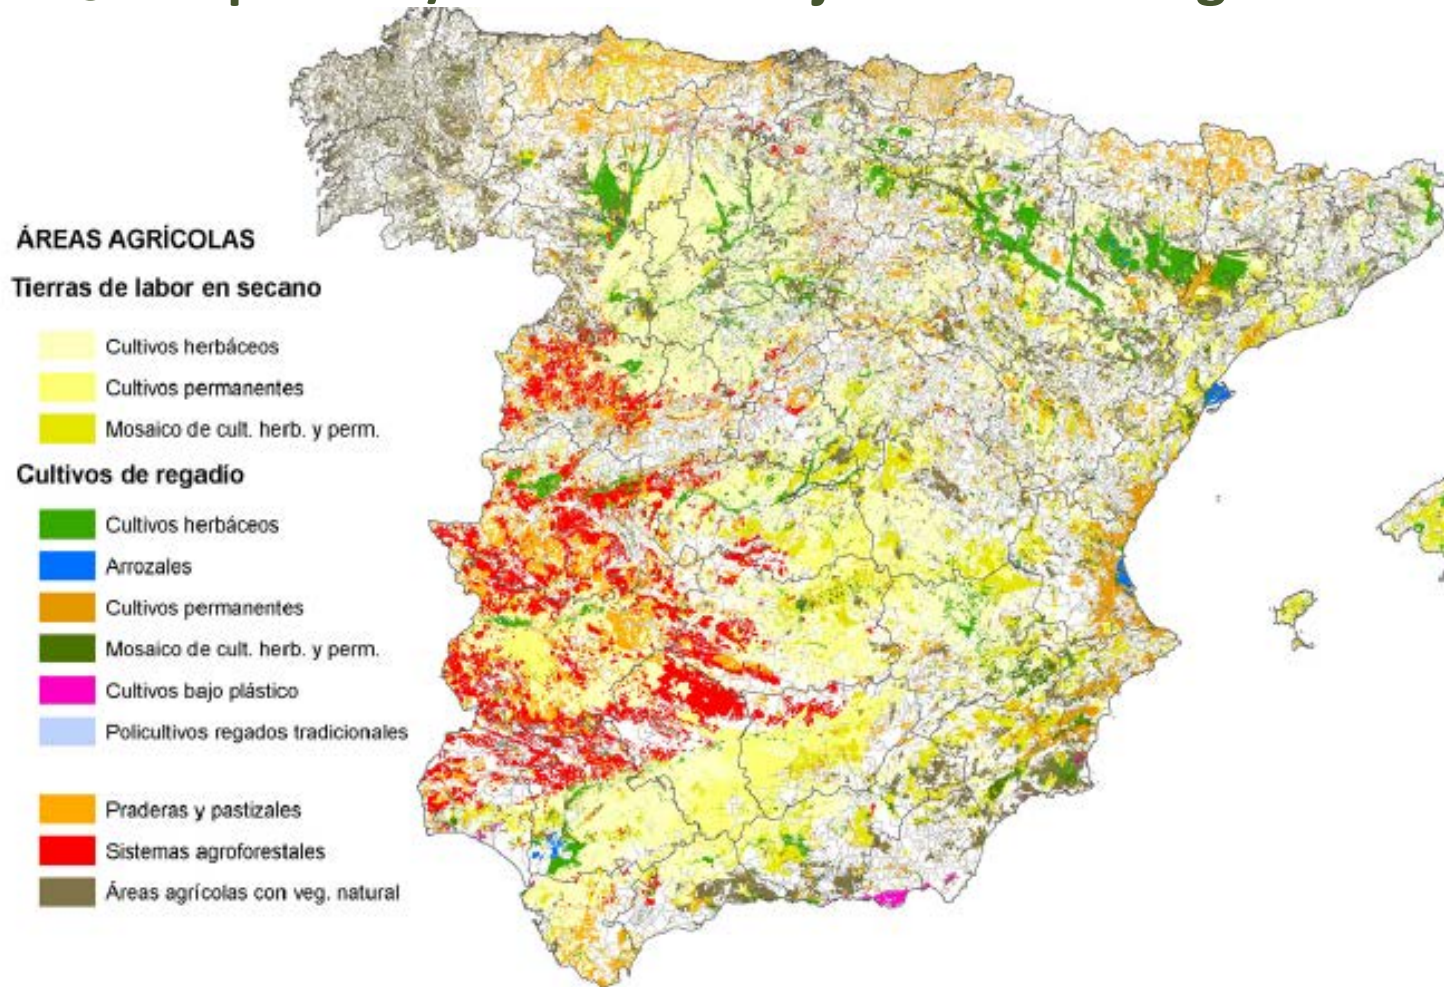 ÁREAS AGRÍCOLAS
Tierras de labor en secano
Cultivos herbáceos
Cultivos permanentes
Mosaico de cult. herb. y perm.
Cultivos de regadío
Cultivos herbáceos
Arrozales
Cultivos permanentes
Mosaico de cult. herb. y perm.
Cultivos bajo plástico
Policultivos regados tradicionales
Praderas y pastizales
Sistemas agroforestales
Áreas agrícolas con veg. natural